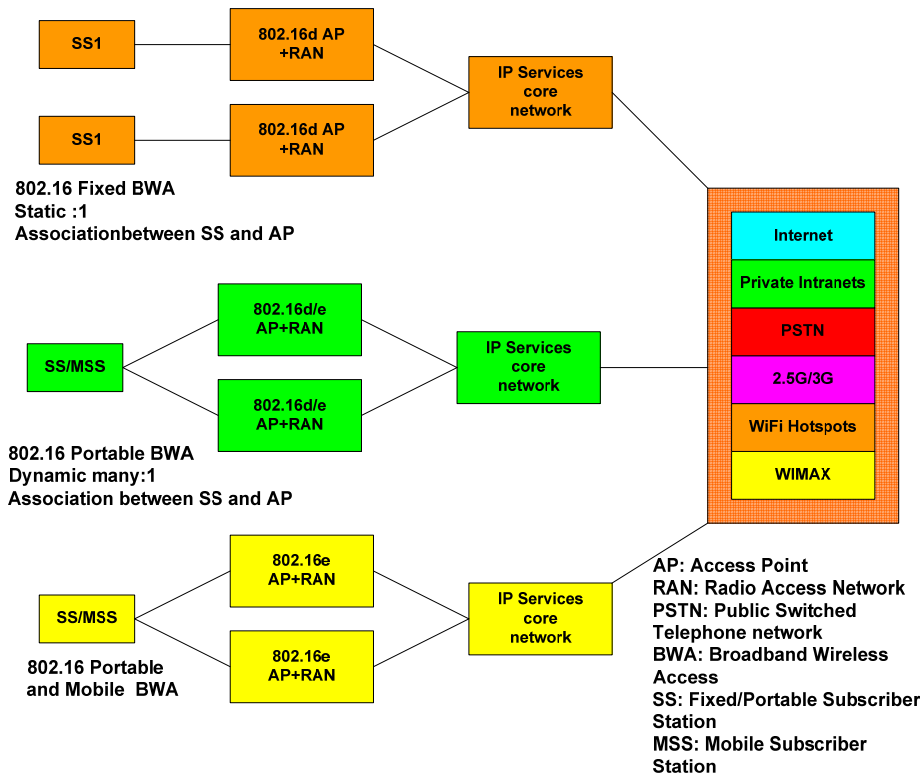 SS1
802.16d AP
+RAN
IP Services
core
network
SS1
802.16d AP
+RAN
802.16 Fixed BWA
Static :1
Associationbetween SS and AP
SS/MSS
802.16d/e
AP+RAN
802.16d/e
AP+RAN
IP Services
core
network
802.16 Portable BWA
Dynamic many:1
Association between SS and AP
SS/MSS
802.16e
AP+RAN
802.16e
AP+RAN
IP Services
core
network
802.16 Portable
and Mobile BWA
Internet
Private Intranets
PSTN
2.5G/3G
WiFi Hotspots
WIMAX
AP: Access Point
RAN: Radio Access Network
PSTN: Public Switched
Telephone network
BWA: Broadband Wireless
Access
SS: Fixed/Portable Subscriber
Station
MSS: Mobile Subscriber
Station